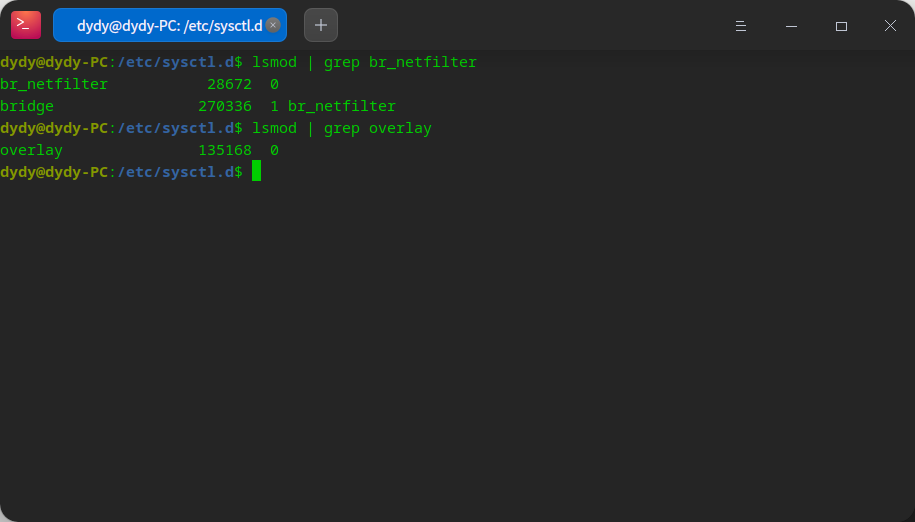 dydy@dydy-PC: /etc/sysctl.d
dydy@dydy-PC:/etc/sysctl.d$ lsmod | grep br_netfilter
br_netfilter           28672  0
bridge                270336  1 br_netfilter
dydy@dydy-PC:/etc/sysctl.d$ lsmod | grep overlay
overlay               135168  0
dydy@dydy-PC:/etc/sysctl.d$